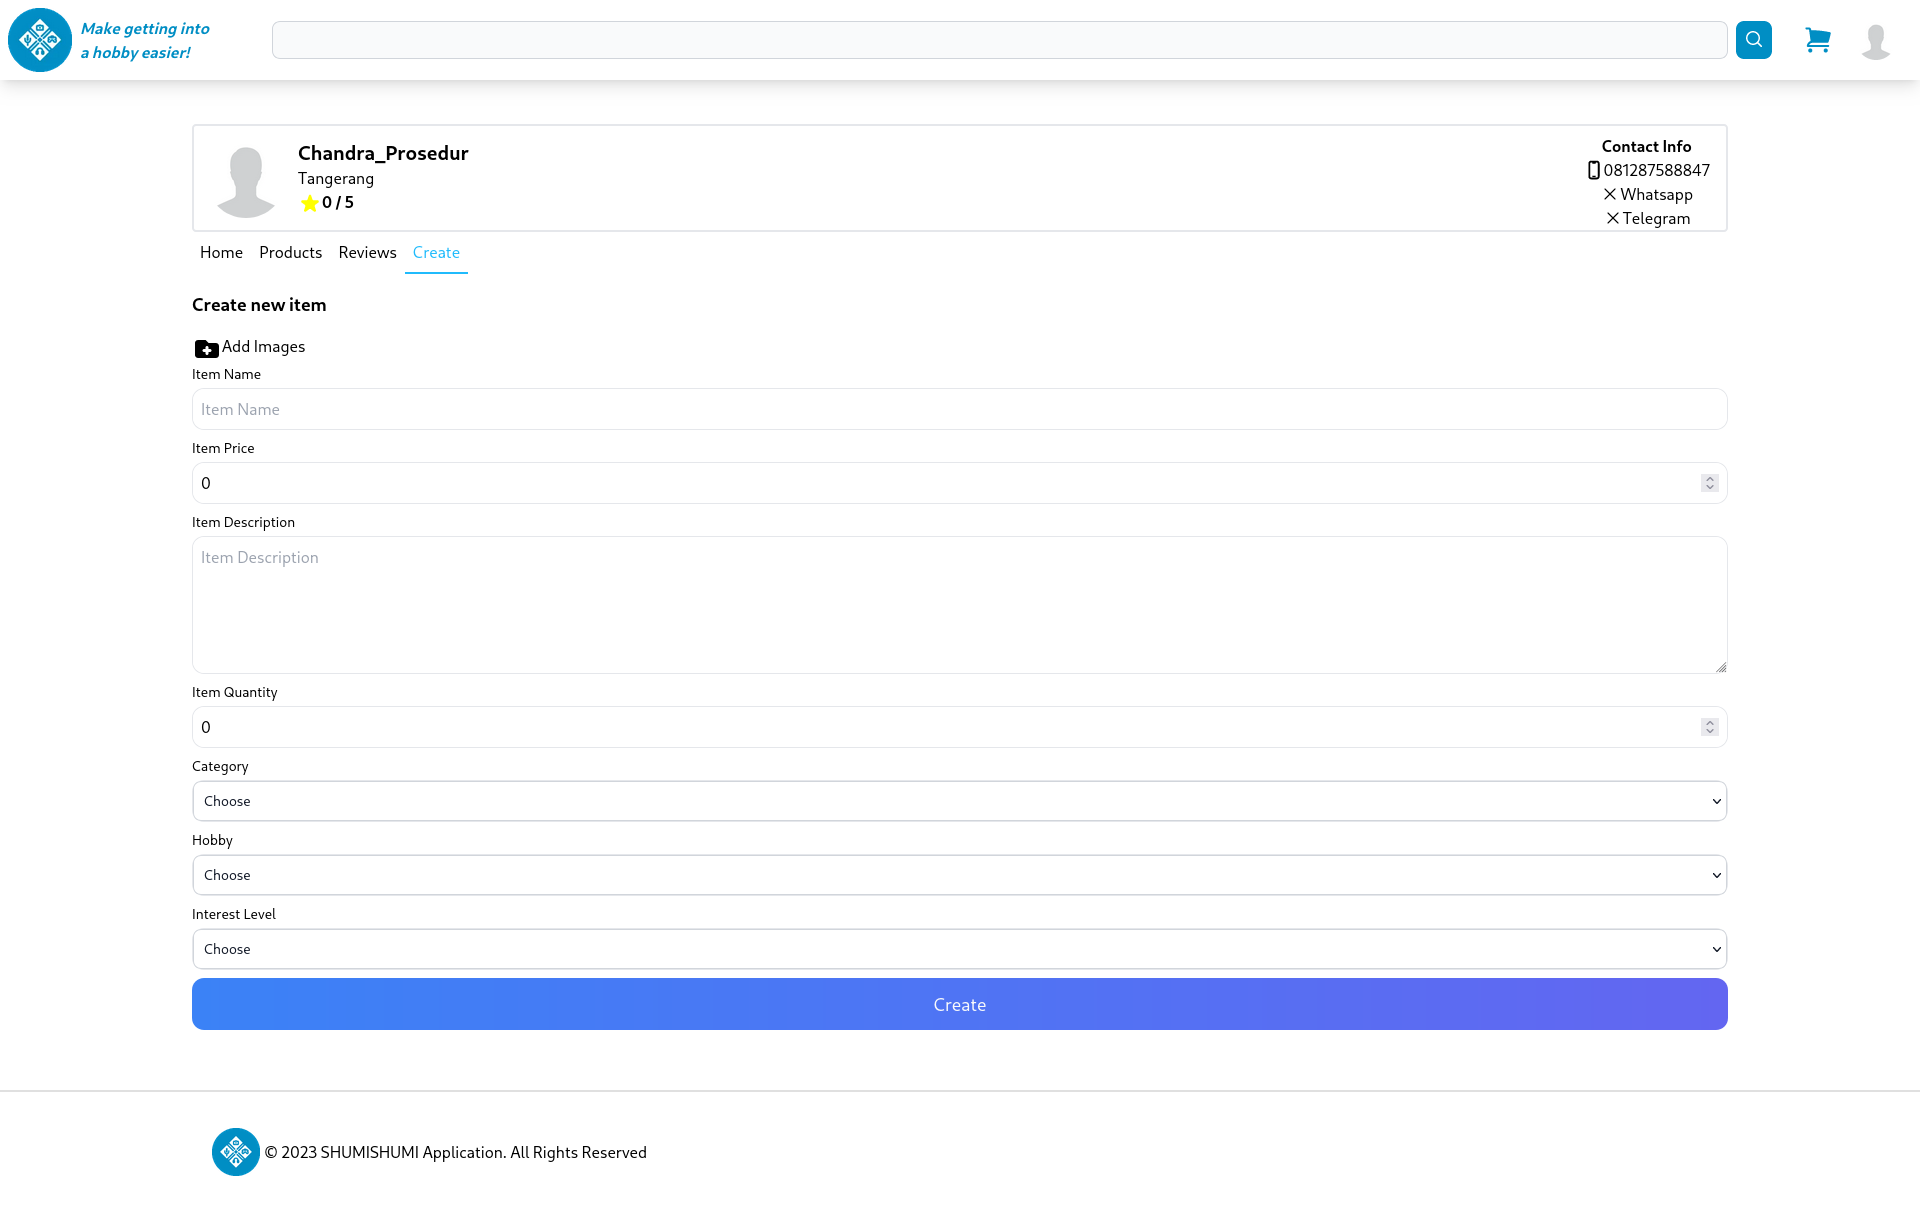 Make getting into
a hobby easier!
Chandra_Prosedur
Tangerang
0 / 5
Contact Info
081287588847
Whatsapp
Telegram
Home Products Reviews Create
Create new item
Add Images
Item Name
Item Name
Item Price
0
Item Description
Item Description
Item Quantity
0
Category
Choose
Hobby
Choose
Interest Level
Choose
Create
© 2023 SHUMISHUMI Application. All Rights Reserved